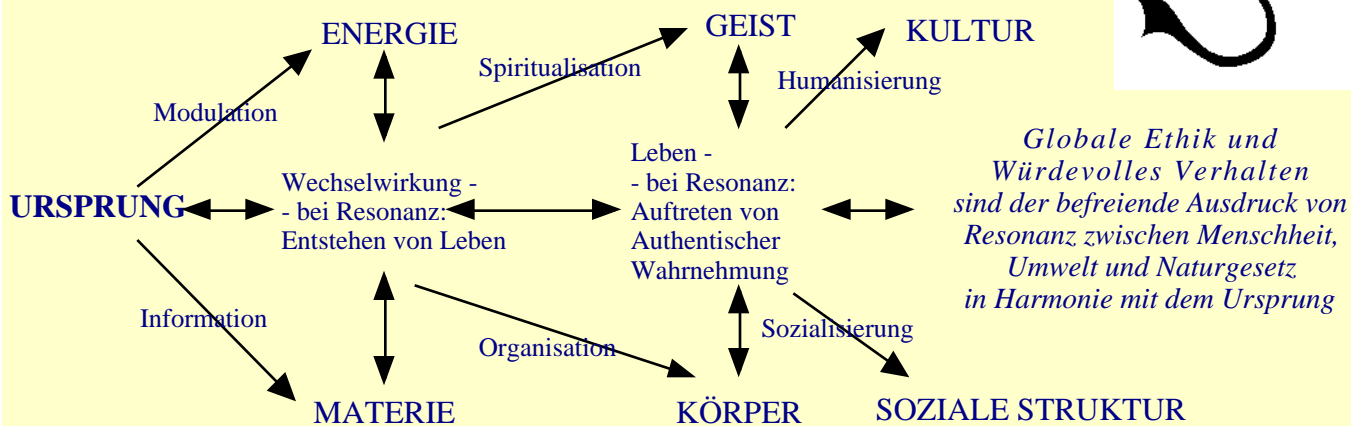 ENERGIE
GEIST
KULTUR
Spiritualisation
Humanisierung
Modulation
URSPRUNG
Wechselwirkung -
- bei Resonanz:
Entstehen von Leben
Leben -
- bei Resonanz:
Auftreten von
Authentischer
Wahrnehmung
Globale Ethik und
Würdevolles Verhalten
sind der befreiende Ausdruck von
Resonanz zwischen Menschheit,
Umwelt und Naturgesetz
in Harmonie mit dem Ursprung
Information
Organisation
Sozialisierung
MATERIE
KÖRPER
SOZIALE STRUKTUR